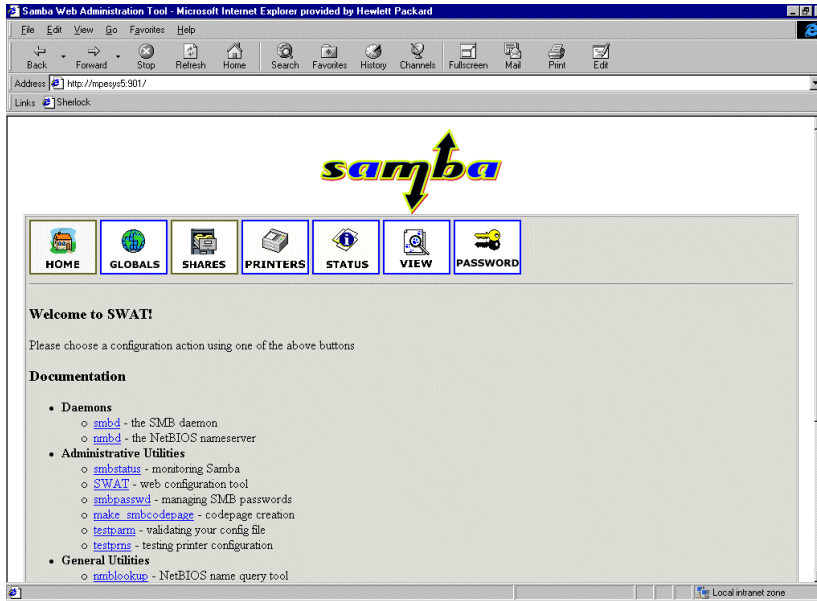 Samba Web Administration Tool - Microsoft Internet Explorer provided by Hewlett Packard
File Edit View Go Favorites Help
Back Forward Stop Refresh Home Search Favorites History Channels Fullscreen Mail Print Edit
Address http://mpesys5:901/
Links Sherlock
samba
HOME GLOBALS SHARES PRINTERS STATUS VIEW PASSWORD
Welcome to SWAT!
Please choose a configuration action using one of the above buttons
Documentation
• Daemons
o smbd - the SMB daemon
o nmbd - the NetBIOS nameserver
• Administrative Utilities
o smbstatus - monitoring Samba
o SWAT - web configuration tool
o smbpasswd - managing SMB passwords
o make_smbcodepage - codepage creation
o testparm - validating your config file
o testprns - testing printer configuration
• General Utilities
o nmblookup - NetBIOS name query tool
Local intranet zone